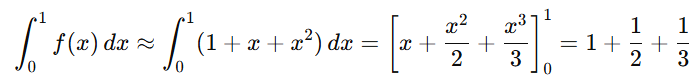 ∫₀¹ f(x) dx ≈ ∫₀¹ (1 + x + x²) dx = [x + x²/2 + x³/3]₀¹ = 1 + 1/2 + 1/3